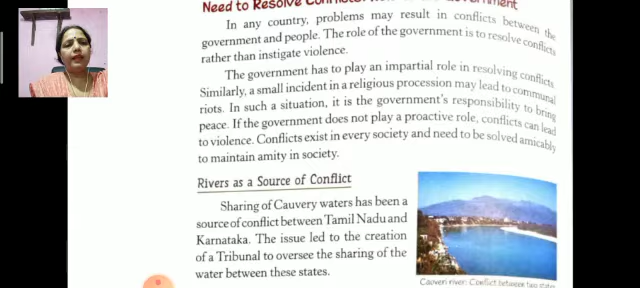 Need to Resolve
In any country, problems may result in conflicts between the
government and people. The role of the government is to resolve conflicts
rather than instigate violence.
The government has to play an impartial role in resolving conflicts.
Similarly, a small incident in a religious procession may lead to communal
riots. In such a situation, it is the government's responsibility to bring
peace. If the government does not play a proactive role, conflicts can lead
to violence. Conflicts exist in every society and need to be solved amicably
to maintain amity in society.
Rivers as a Source of Conflict
Sharing of Cauvery waters has been a
source of conflict between Tamil Nadu and
Karnataka. The issue led to the creation
of a Tribunal to oversee the sharing of the
water between these states.
river: Conflict between two states